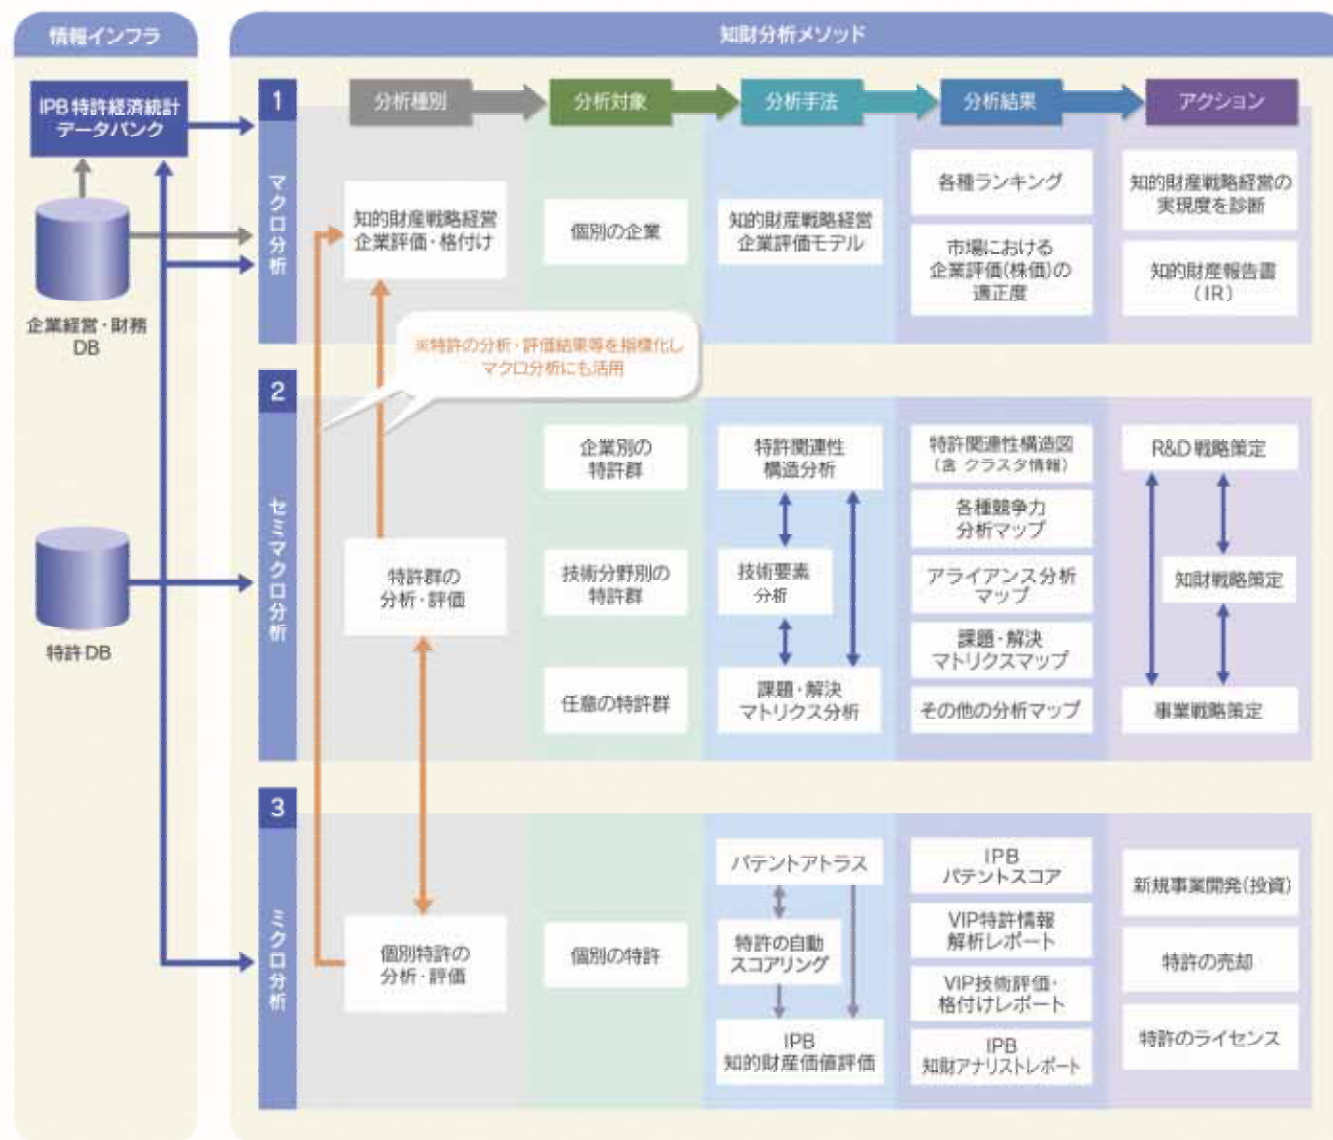 情報インフラ
IPB 特許経済統計
データバンク
企業経営・財務
DB
特許 DB
知財分析メソッド
1
マクロ分析
分析種別
分析対象
分析手法
分析結果
アクション
知的財産戦略経営
企業評価・格付け
個別の企業
知的財産戦略経営
企業評価モデル
各種ランキング
市場における
企業評価(株価)の
適正度
知的財産戦略経営の
実現度を診断
知的財産報告書
(IR)
※特許の分析・評価結果等を指標化し
マクロ分析にも活用
2
セミマクロ分析
特許群の
分析・評価
企業別の
特許群
技術分野別の
特許群
任意の特許群
特許関連性
構造分析
技術要素
分析
課題・解決
マトリクス分析
特許関連性構造図
(含 クラスタ情報)
各種競争力
分析マップ
アライアンス分析
マップ
課題・解決
マトリクスマップ
その他の分析マップ
R&D 戦略策定
知財戦略策定
事業戦略策定
3
ミクロ分析
個別特許の
分析・評価
個別の特許
パテントアトラス
特許の自動
スコアリング
IPB
知的財産価値評価
IPB
パテントスコア
VIP特許情報
解析レポート
VIP技術評価・
格付けレポート
IPB
知財アナリストレポート
新規事業開発(投資)
特許の売却
特許のライセンス